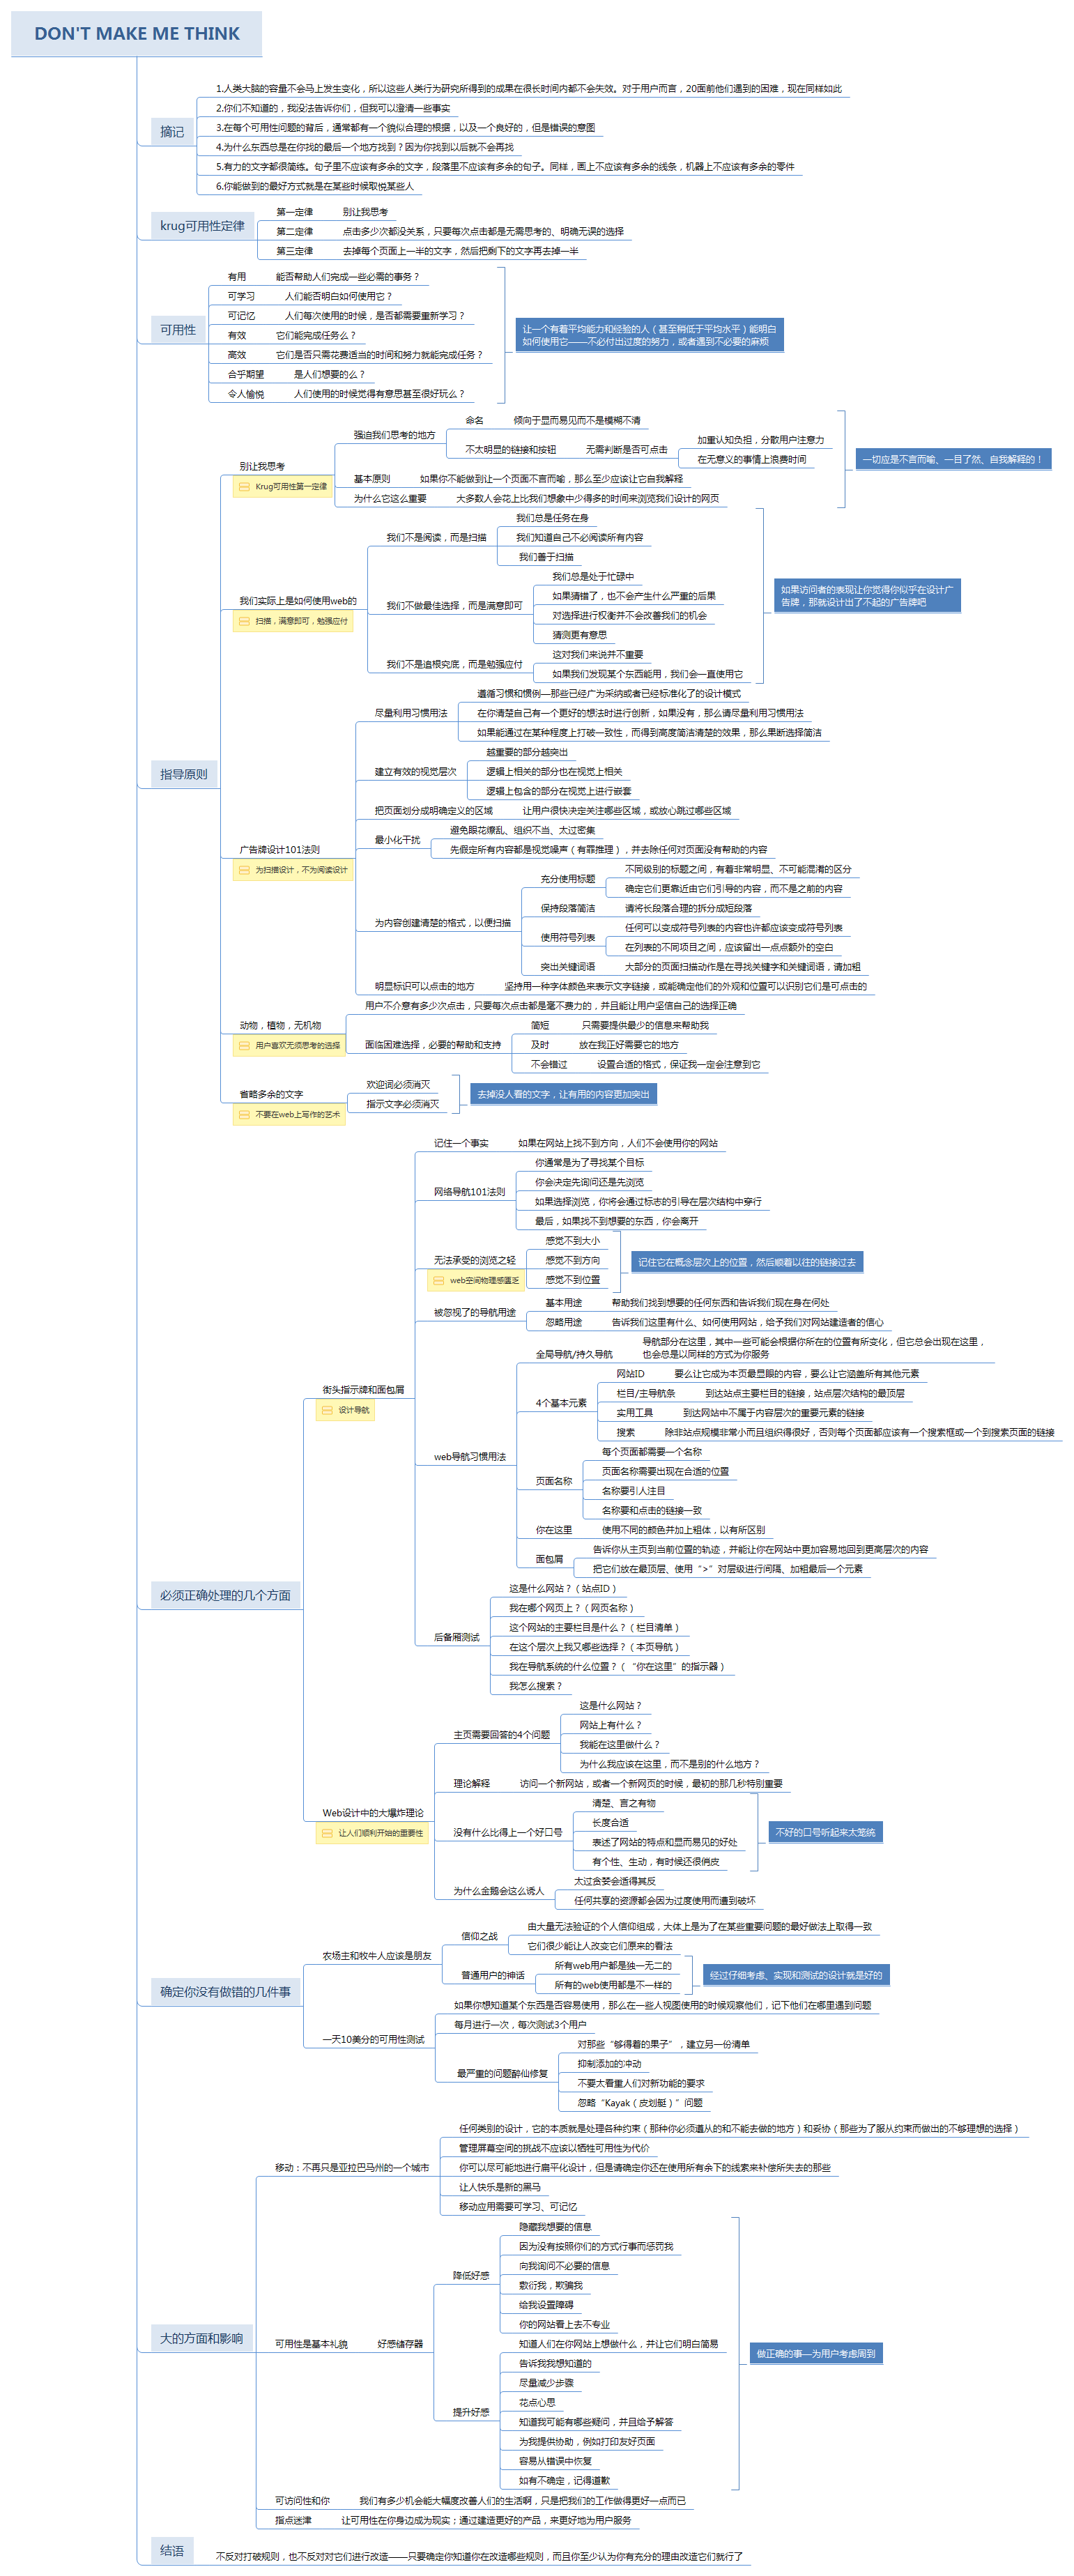 DON'T MAKE ME THINK
摘记
1.人类大脑的容量不会马上发生变化，所以这些人类行为研究所得到的成果在很长时间内都不会失效。对于用户而言，20面前他们遇到的困难，现在同样如此
2.你们不知道的，我没法告诉你们，但我可以澄清一些事实
3.在每个可用性问题的背后，通常都有一个貌似合理的根据，以及一个良好的，但是错误的意图
4.为什么东西总是在你找的最后一个地方找到？因为你找到以后就不会再找
5.有力的文字都很简练。句子里不应该有多余的文字，段落里不应该有多余的句子。同样，画上不应该有多余的线条，机器上不应该有多余的零件
6.你能做到的最好方式就是在某些时候取悦某些人
krug可用性定律
第一定律 别让我思考
第二定律 点击多少次都没关系，只要每次点击都是无需思考的、明确无误的选择
第三定律 去掉每个页面上一半的文字，然后把剩下的文字再去掉一半
可用性
有用 能否帮助人们完成一些必需的事务？
可学习 人们能否明白如何使用它？
可记忆 人们每次使用的时候，是否都需要重新学习？
有效 它们能完成任务么？
高效 它们是否只需花费适当的时间和努力就能完成任务？
合乎期望 是人们想要的么？
令人愉悦 人们使用的时候觉得有意思甚至很好玩么？
让一个有着平均能力和经验的人（甚至稍低于平均水平）能明白
如何使用它——不必付出过度的努力，或者遇到不必要的麻烦
指导原则
别让我思考
Krug可用性第一定律
强迫我们思考的地方
命名 倾向于显而易见而不是模糊不清
不太明显的链接和按钮 无需判断是否可点击
加重认知负担，分散用户注意力
在无意义的事情上浪费时间
基本原则 如果你不能做到让一个页面不言而喻，那么至少应该让它自我解释
为什么它这么重要 大多数人会花上比我们想象中少得多的时间来浏览我们设计的网页
一切应是不言而喻、一目了然、自我解程的！
我们实际上是如何使用web的
扫描，满意即可，勉强应付
我们不是阅读，而是扫描
我们总是任务在身
我们知道自己不必阅读所有内容
我们善于扫描
我们不做最佳选择，而是满意即可
我们总是处于忙碌中
如果猜错了，也不会产生什么严重的后果
对选择进行权衡并不会改善我们的机会
猜测更有意思
我们不是追根究底，而是勉强应付
这对我们来说并不重要
如果我们发现某个东西能用，我们会一直使用它
如果访问者的表现让你觉得你似乎在设计广
告牌，那就设计出了不起的广告牌吧
广告牌设计101法则
为扫描设计，不为阅读设计
尽量利用习惯用法
遵循习惯和惯例—那些已经广为采纳或者已经标准化了的设计模式
在你清楚自己有一个更好的想法时进行创新，如果没有，那么请尽量利用习惯用法
如果能通过在某种程度上打破一致性，而得到高度简洁清楚的效果，那么果断选择简洁
建立有效的视觉层次
越重要的部分越突出
逻辑上相关的部分也在视觉上相关
逻辑上包含的部分在视觉上进行嵌套
把页面划分成明确定义的区域 让用户很快决定关注哪些区域，或放心跳过哪些区域
最小化干扰
避免眼花缭乱、组织不当、太过密集
先假定所有内容都是视觉噪声（有罪推理），并去除任何对页面没有帮助的内容
为内容创建清楚的格式，以便扫描
充分使用标题
不同级别的标题之间，有着非常明显、不可能混淆的区分
确定它们更靠近由它们引导的内容，而不是之前的内容
保持段落简洁 请将长段落合理的拆分成短段落
使用符号列表
任何可以变成符号列表的内容也许都应该变成符号列表
在列表的不同项目之间，应该留出一点点额外的空白
突出关键词语 大部分的页面扫描动作是在寻找关键字和关键词语，请加粗
明显标识可以点击的地方 坚持用一种字体颜色来表示文字链接，或能确定他们的外观和位置可以识别它们是可点击的
动物，植物，无机物
用户喜欢无须思考的选择
用户不介意有多少次点击，只要每次点击都是毫不费力的，并且能让用户坚信自己的选择正确
面临困难选择，必要的帮助和支持
简短 只需要提供最少的信息来帮助我
及时 放在我正好需要它的地方
不会错过 设置合适的格式，保证我一定会注意到它
省略多余的文字
不要在web上写作的艺术
欢迎词必须消灭
指示文字必须消灭
去掉没人看的文字，让有用的内容更加突出
必须正确处理的几个方面
街头指示牌和面包屑
设计导航
记住一个事实 如果在网站上找不到方向，人们不会使用你的网站
网络导航101法则
你通常是为了寻找某个目标
你会决定先询问还是先浏览
如果选择浏览，你将会通过标志的引导在层次结构中穿行
最后，如果找不到想要的东西，你会离开
无法承受的浏览之轻
web空间物理感匮乏
感觉不到大小
感觉不到方向
感觉不到位置
记住它在概念层次上的位置，然后顺着以往的链接过去
被忽视了的导航用途
基本用途 帮助我们找到想要的任何东西和告诉我们现在身在何处
忽略用途 告诉我们这里有什么、如何使用网站，给予我们对网站建造者的信心
web导航习惯用法
全局导航/持久导航
导航部分在这里，其中一些可能会根据你所在的位置有所变化，但它总会出现在这里，
也会总是以同样的方式为你服务
4个基本元素
网站ID 要么让它成为本页最显眼的内容，要么让它涵盖所有其他元素
栏目/主导航条 到达站点主要栏目的链接，站点层次结构的最顶层
实用工具 到达网站中不属于内容层次的重要元素的链接
搜素 除非站点规模非常小而且组织得很好，否则每个页面都应该有一个搜素框或一个到搜素页面的链接
页面名称
每个页面都需要一个名称
页面名称需要出现在合适的位置
名称要引人注目
名称要和点击的链接一致
你在这里 使用不同的颜色并加上粗体，以有所区别
面包屑
告诉你从主页到当前位置的轨迹，并能让你在网站中更加容易地回到更高层次的内容
把它们放在最顶层、使用“>”对层级进行间隔、加粗最后一个元素
后备厢测试
这是什么网站？（站点ID）
我在哪个网页上？（网页名称）
这个网站的主要栏目是什么？（栏目清单）
在这个层次上我又哪些选择？（本页导航）
我在导航系统的什么位置？（“你在这里”的指示器）
我怎么搜素？
Web设计中的大爆炸理论
让人们顺利开始的重要性
主页需要回答的4个问题
这是什么网站？
网站上有什么？
我能在这里做什么？
为什么我应该在这里，而不是别的什么地方？
理论解释 访问一个新网站，或者一个新网页的时候，最初的那几秒特别重要
没有什么比得上一个好口号
清楚、言之有物
长度合适
表述了网站的特点和显而易见的好处
有个性、生动，有时候还很俏皮
不好的口号听起来太笼统
为什么金鹅会这么诱人
太过贪婪会适得其反
任何共享的资源都会因为过度使用而遭到破坏
确定你没有做错的几件事
农场主和牧牛人应该是朋友
信仰之战
由大量无法验证的个人信仰组成，大体上是为了在某些重要问题的最好做法上取得一致
它们很少能让人改变它们原来的看法
普通用户的神话
所有web用户都是独一无二的
所有的web使用都是不一样的
经过仔细考虑、实现和测试的设计就是好的
一天10美分的可用性测试
如果你想知道某个东西是否容易使用，那么在一些人视图使用的时候观察他们，记下他们在哪里遇到问题
每月进行一次，每次测试3个用户
最严重的问题醉仙修复
对那些“够得着的果子”，建立另一份清单
抑制添加的冲动
不要太看重人们对新功能的要求
忽略“Kayak（皮划艇）”问题
大的方面和影响
移动：不再只是亚拉巴马州的一个城市
任何类别的设计，它的本质就是处理各种约束（那种你必须遵从的和不能去做的地方）和妥协（那些为了服从约束而做出的不够理想的选择）
管理屏幕空间的挑战不应该以牺牲可用性为代价
你可以尽可能地进行扁平化设计，但是请确定你还在使用所有余下的线索来补偿所失去的那些
让人快乐是新的黑马
移动应用需要可学习、可记忆
可用性是基本礼貌 好感储存器
降低好感
隐藏我想要的信息
因为没有按照你们的方式行事而惩罚我
向我询问不必要的信息
敷衍我，欺骗我
给我设置障碍
你的网站看上去不专业
提升好感
知道人们在你网站上想做什么，并让它们明白简易
告诉我我想知道的
尽量减少步骤
花点心思
知道我可能有哪些疑问，并且给予解答
为我提供协助，例如打印友好页面
容易从错误中恢复
如有不确定，记得道歉
做正确的事—为用户考虑周到
可访问性和你 我们有多少机会能大幅度改善人们的生活啊，只是把我们的工作做得更好一点而已
指点迷津 让可用性在你身边成为现实：通过建造更好的产品，来更好地为用户服务
结语
不反对打破规则，也不反对对它们进行改造——只要确定你知道你在改造哪些规则，而且你至少认为你有充分的理由改造它们就行了